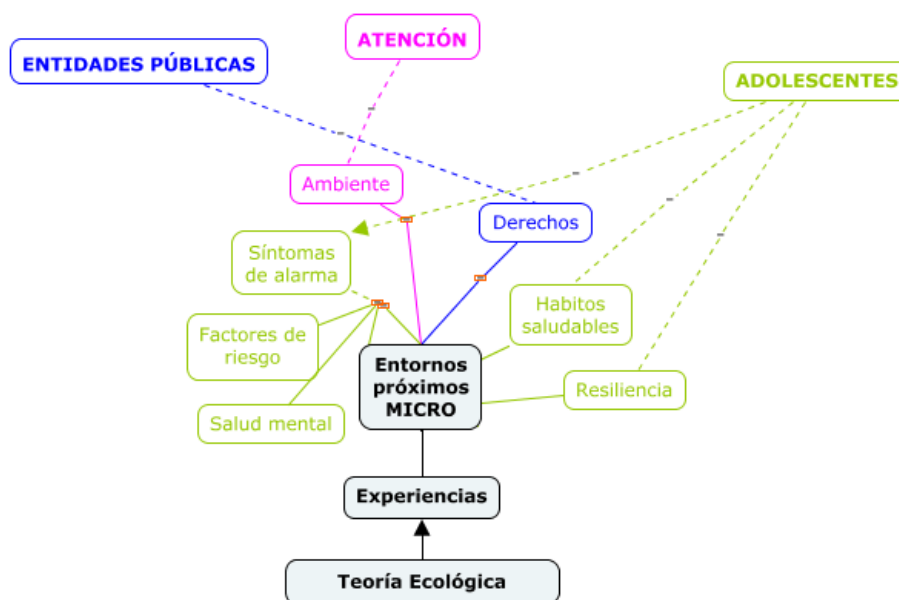 ATENCIÓN
ENTIDADES PÚBLICAS
ADOLESCENTES
Ambiente
Derechos
Síntomas
de alarma
Habitos
saludables
Factores de
riesgo
Entornos
próximos
MICRO
Resiliencia
Salud mental
Experiencias
Teoría Ecológica